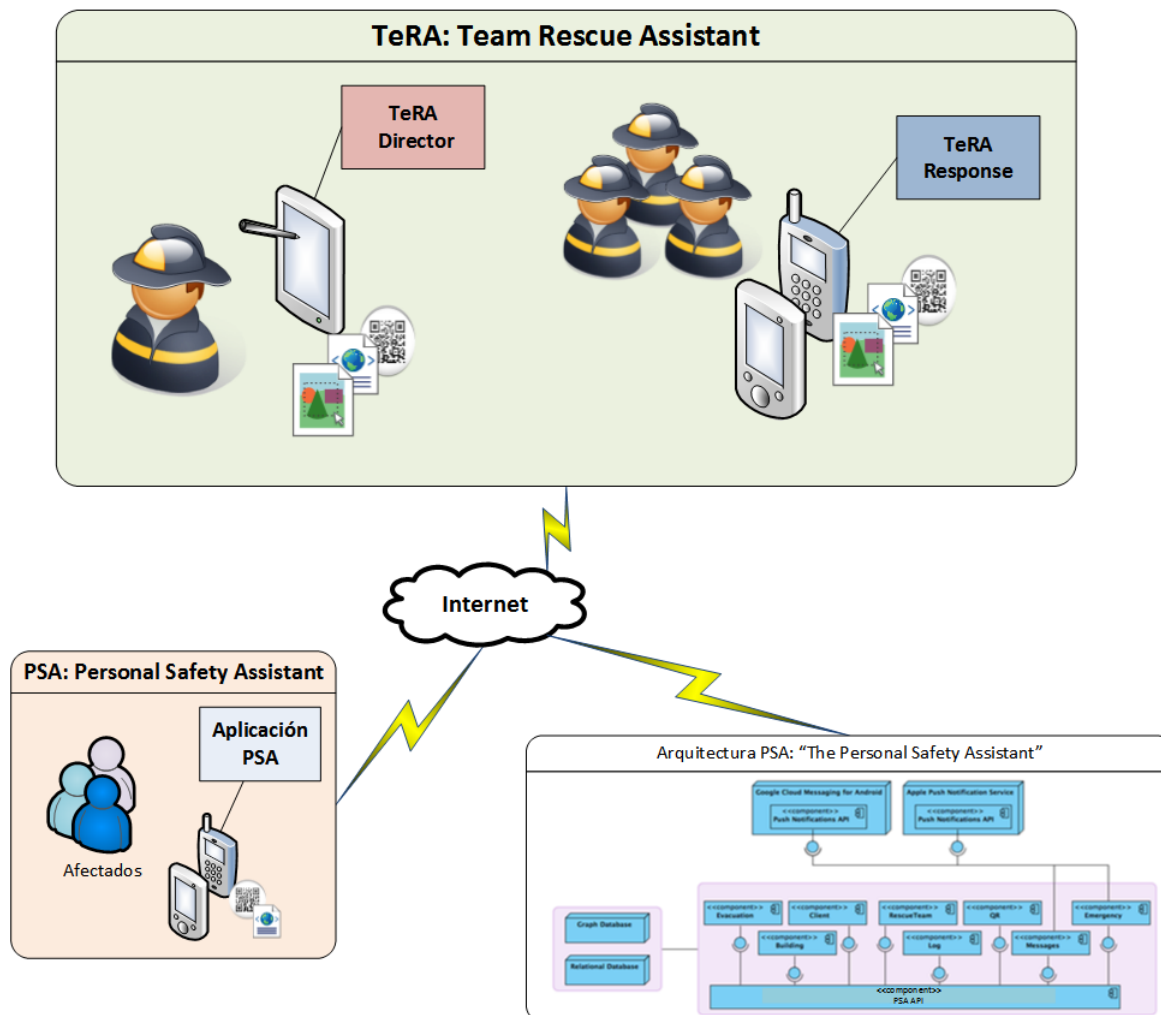 TeRA: Team Rescue Assistant
TeRA
Director
TeRA
Response
Internet
PSA: Personal Safety Assistant
Aplicación
PSA
Afectados
Arquitectura PSA: “The Personal Safety Assistant”
Google Cloud Messaging for Android
<<component>>
Push Notifications API
Apple Push Notification Service
<<component>>
Push Notifications API
<<component>>
Evacuation
<<component>>
Client
<<component>>
RescueTeam
<<component>>
QR
<<component>>
Emergency
Graph Database
<<component>>
Building
<<component>>
Log
<<component>>
Messages
Relational Database
<<component>>
PSA API